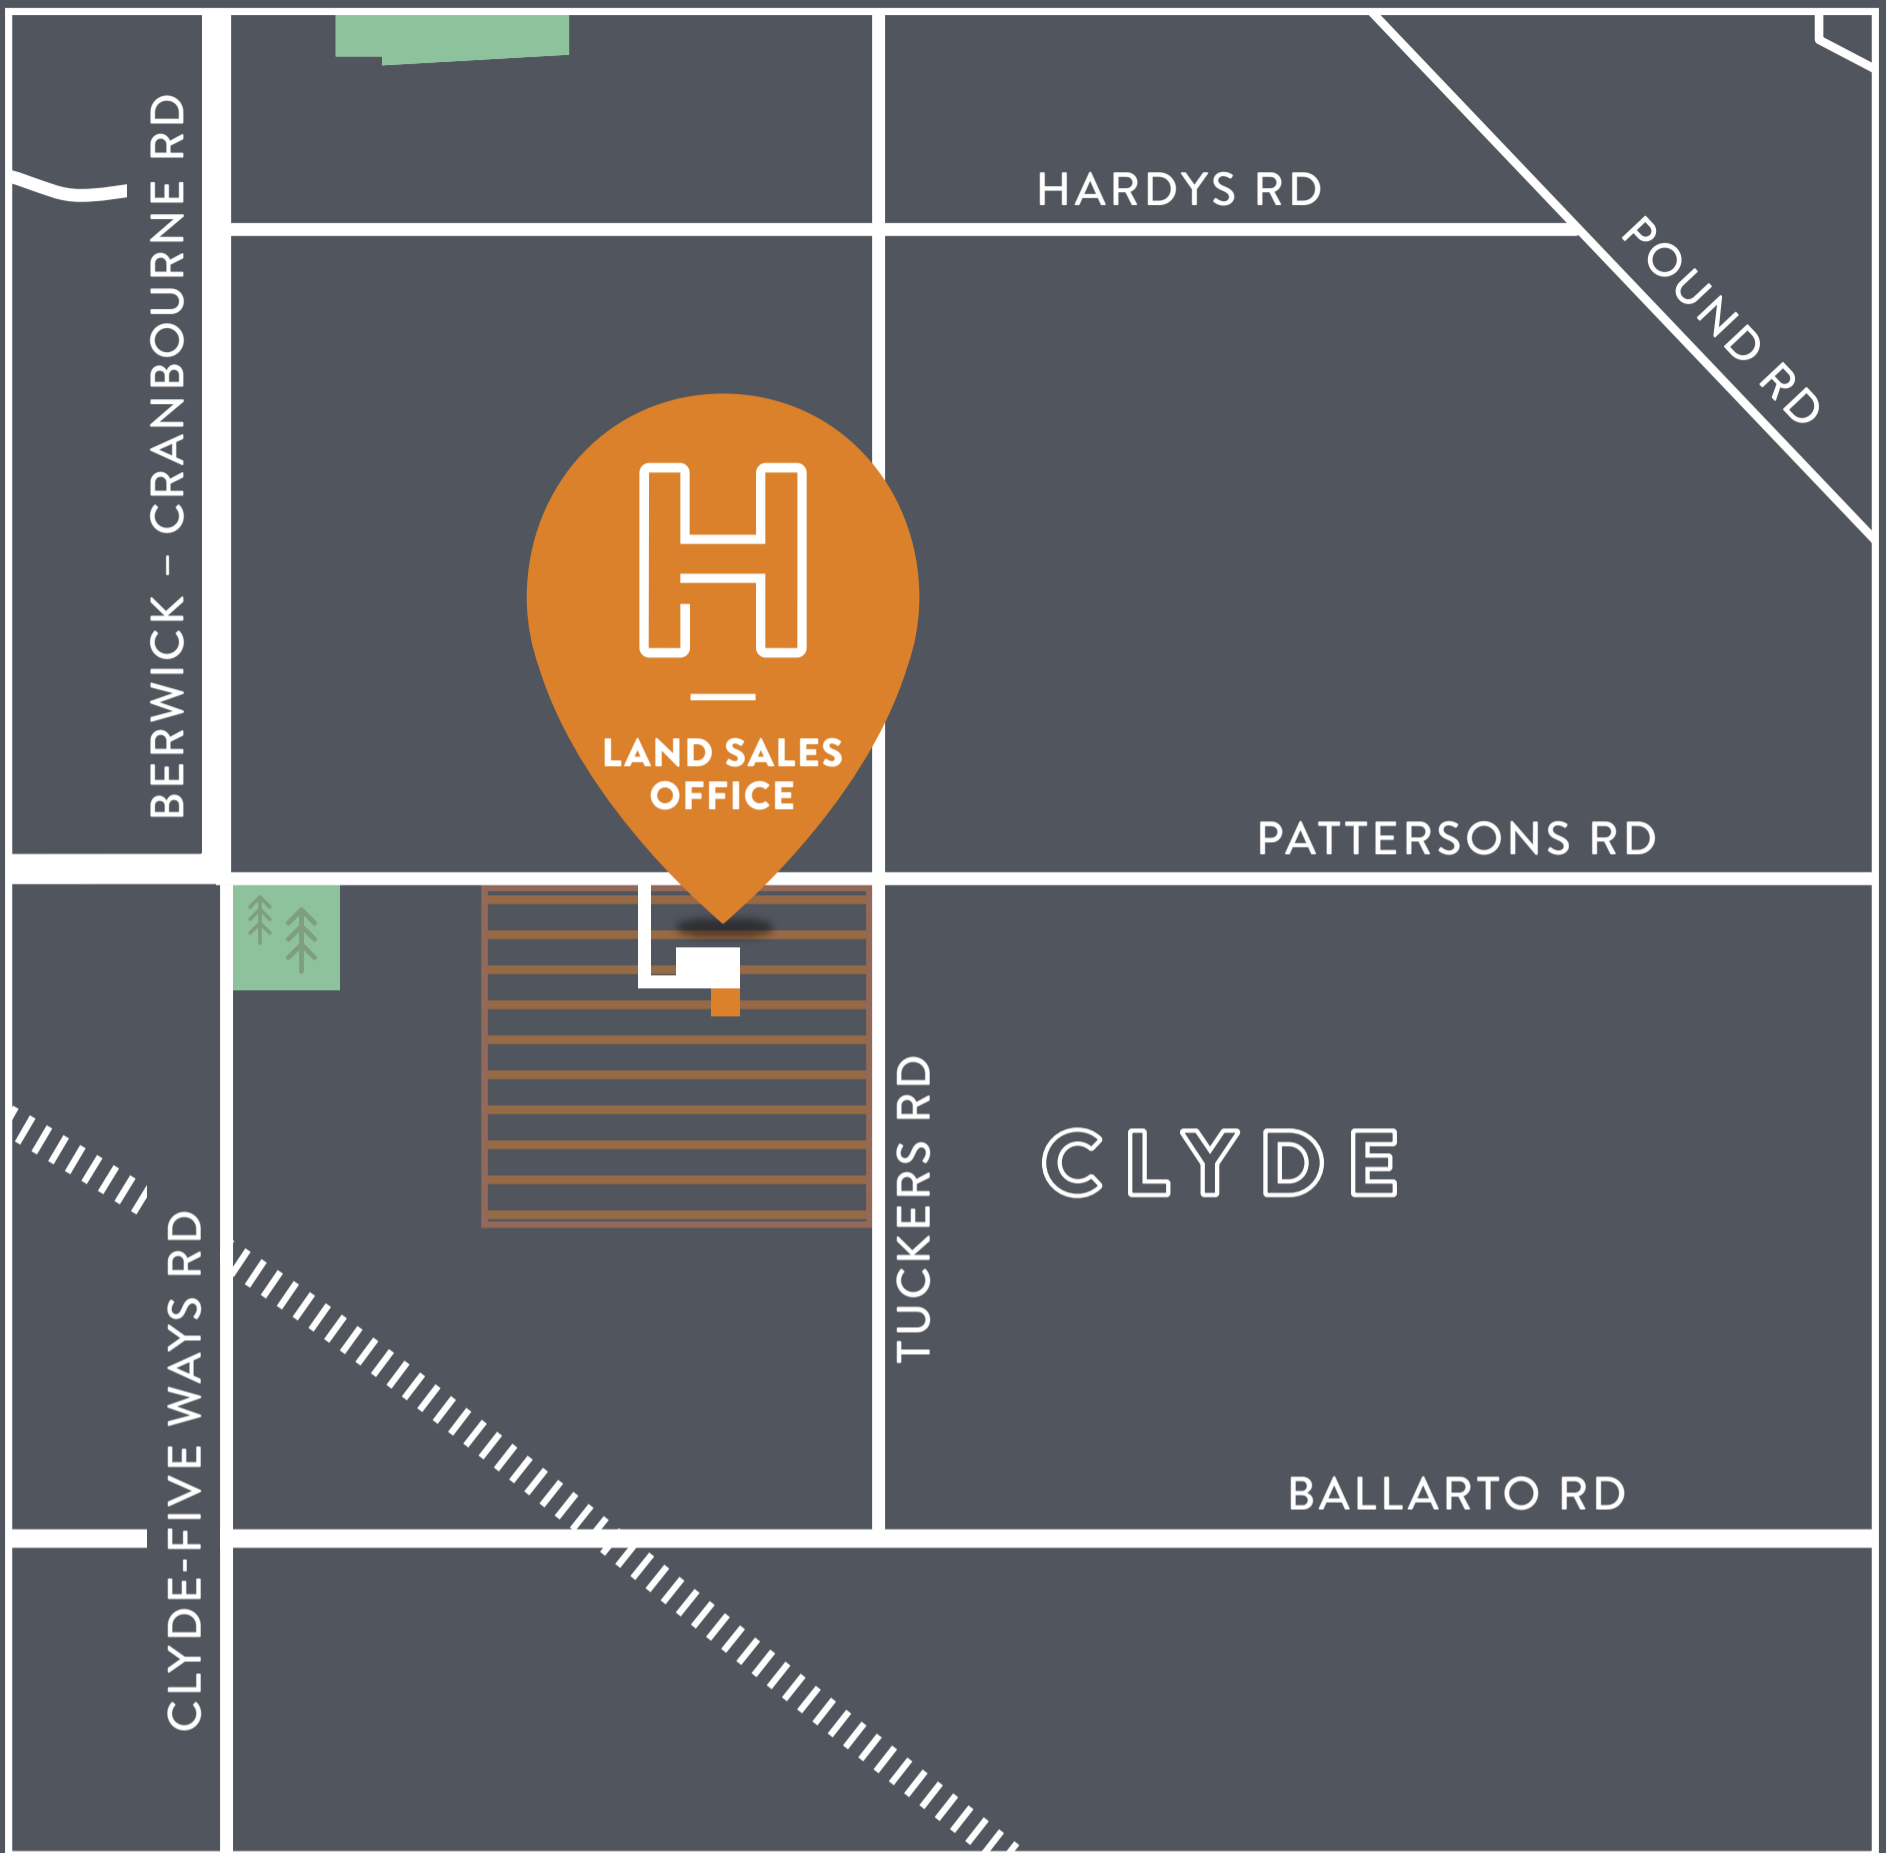 BERWICK – CRANBOURNE RD
HARDYS RD
POUND RD
H
LAND SALES
OFFICE
PATTERSONS RD
TUCKERS RD
CLYDE
CLYDE-FIVE WAYS RD
BALLARTO RD